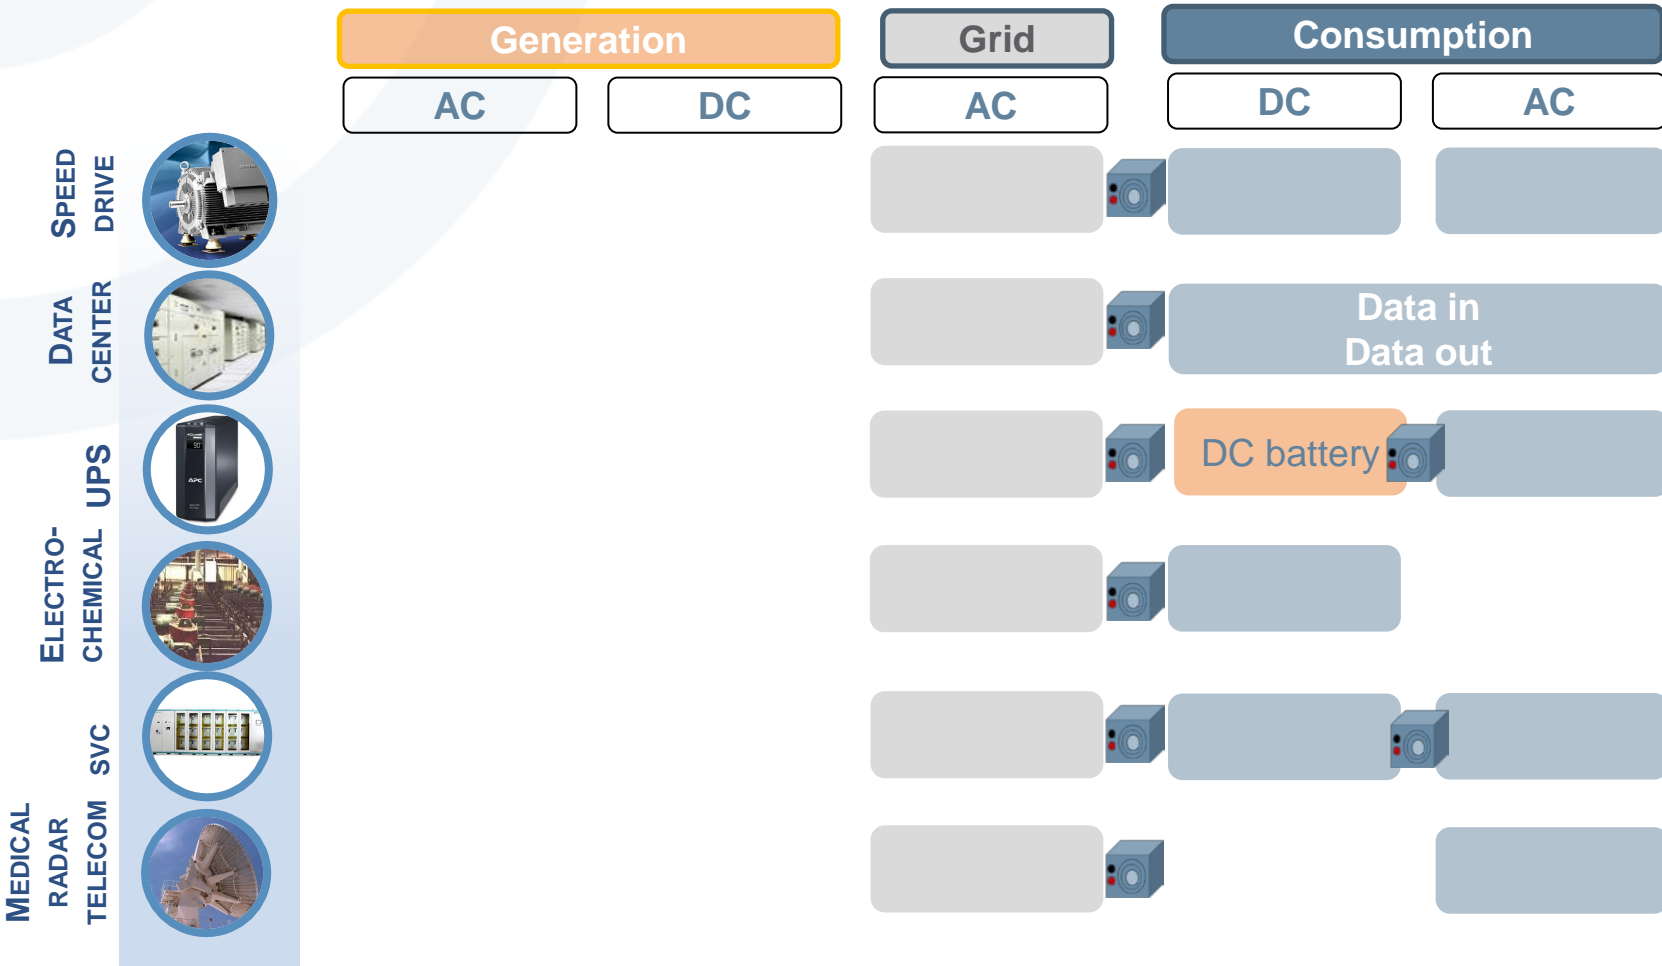 Generation
Grid
Consumption
AC
DC
AC
DC
AC
SPEED
DRIVE
DATA
CENTER
Data in
Data out
UPS
APC
DC battery
ELECTRO-
CHEMICAL
SVC
MEDICAL
RADAR
TELECOM